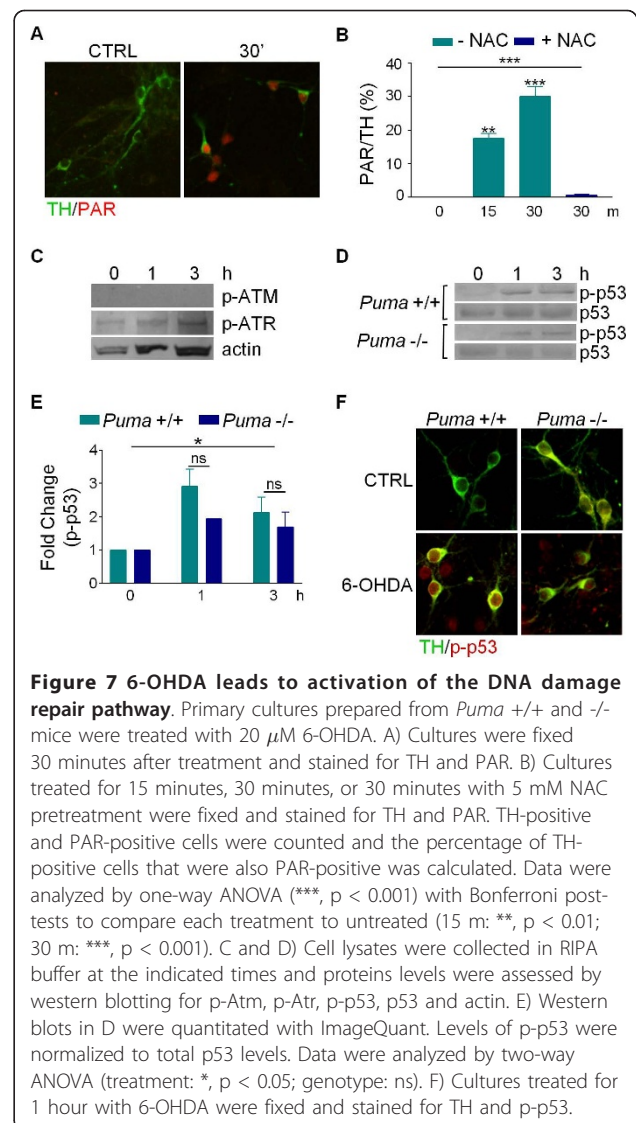 A
CTRL
30'
TH/PAR
B
- NAC
+ NAC
***
***
**
PAR/TH (%)
40
30
20
10
0
0 15 30 30 m
C
0 1 3 h
p-ATM
p-ATR
actin
D
0 1 3 h
Puma +/+
p-p53
p53
Puma -/-
p-p53
p53
E
Puma +/+
Puma -/-
*
ns
ns
Fold Change
(p-p53)
4
3
2
1
0
0 1 3 h
F
Puma +/+
Puma -/-
CTRL
6-OHDA
TH/p-p53
Figure 7 6-OHDA leads to activation of the DNA damage
repair pathway. Primary cultures prepared from Puma +/+ and -/-
mice were treated with 20 μM 6-OHDA. A) Cultures were fixed
30 minutes after treatment and stained for TH and PAR. B) Cultures
treated for 15 minutes, 30 minutes, or 30 minutes with 5 mM NAC
pretreatment were fixed and stained for TH and PAR. TH-positive
and PAR-positive cells were counted and the percentage of TH-
positive cells that were also PAR-positive was calculated. Data were
analyzed by one-way ANOVA (***, p < 0.001) with Bonferroni post-
tests to compare each treatment to untreated (15 m: **, p < 0.01;
30 m: ***, p < 0.001). C and D) Cell lysates were collected in RIPA
buffer at the indicated times and proteins levels were assessed by
western blotting for p-Atm, p-Atr, p-p53, p53 and actin. E) Western
blots in D were quantitated with ImageQuant. Levels of p-p53 were
normalized to total p53 levels. Data were analyzed by two-way
ANOVA (treatment: *, p < 0.05; genotype: ns). F) Cultures treated for
1 hour with 6-OHDA were fixed and stained for TH and p-p53.